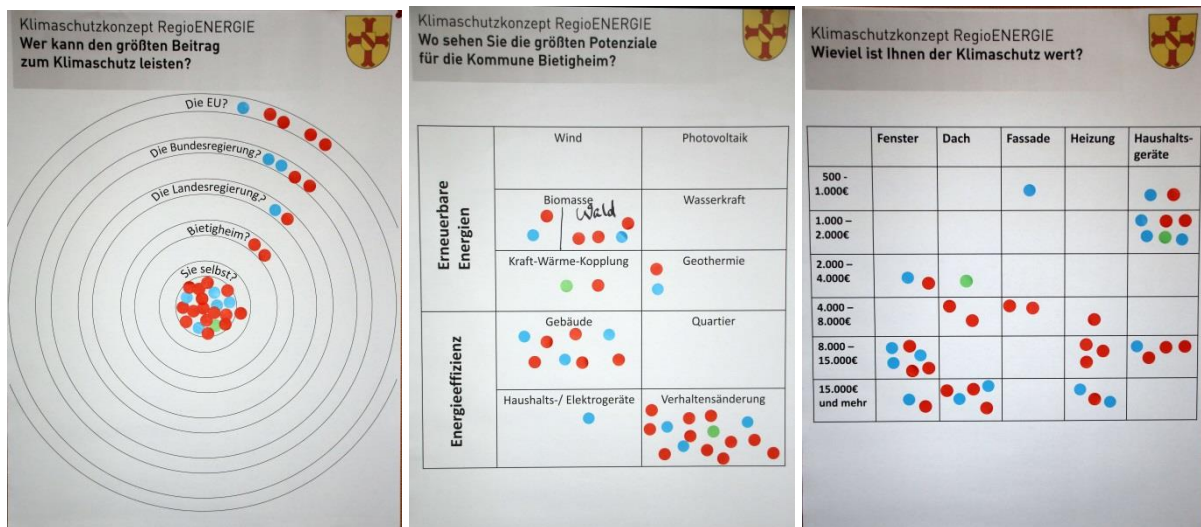 Klimaschutzkonzept RegioENERGIE
Wer kann den größten Beitrag
zum Klimaschutz leisten?
Die EU?
Die Bundesregierung?
Die Landesregierung?
Bietigheim?
Sie selbst?
Klimaschutzkonzept RegioENERGIE
Wo sehen Sie die größten Potenziale
für die Kommune Bietigheim?
Erneuerbare
Energien
Wind
Photovoltaik
Biomasse
Wald
Wasserkraft
Kraft-Wärme-Kopplung
Geothermie
Energieeffizienz
Gebäude
Quartier
Haushalts-/ Elektrogeräte
Verhaltensänderung
Klimaschutzkonzept RegioENERGIE
Wieviel ist Ihnen der Klimaschutz wert?
Fenster Dach Fassade Heizung Haushalts-
geräte
500 -
1.000€
1.000 –
2.000€
2.000 –
4.000€
4.000 –
8.000€
8.000 –
15.000€
15.000€
und mehr